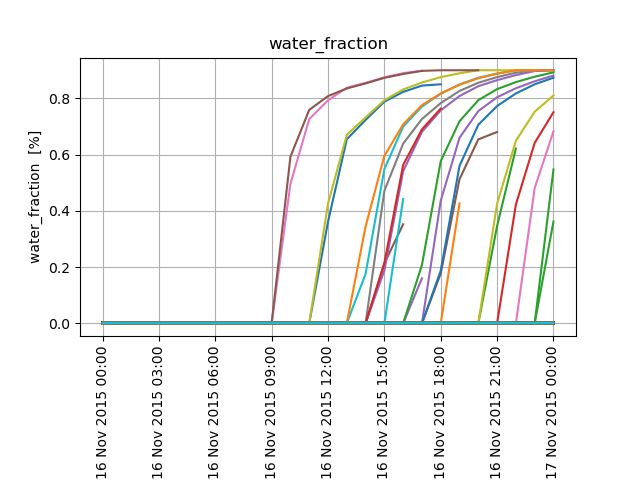 water_fraction
water_fraction [%]
0.8
0.6
0.4
0.2
0.0
16 Nov 2015 00:00
16 Nov 2015 03:00
16 Nov 2015 06:00
16 Nov 2015 09:00
16 Nov 2015 12:00
16 Nov 2015 15:00
16 Nov 2015 18:00
16 Nov 2015 21:00
17 Nov 2015 00:00